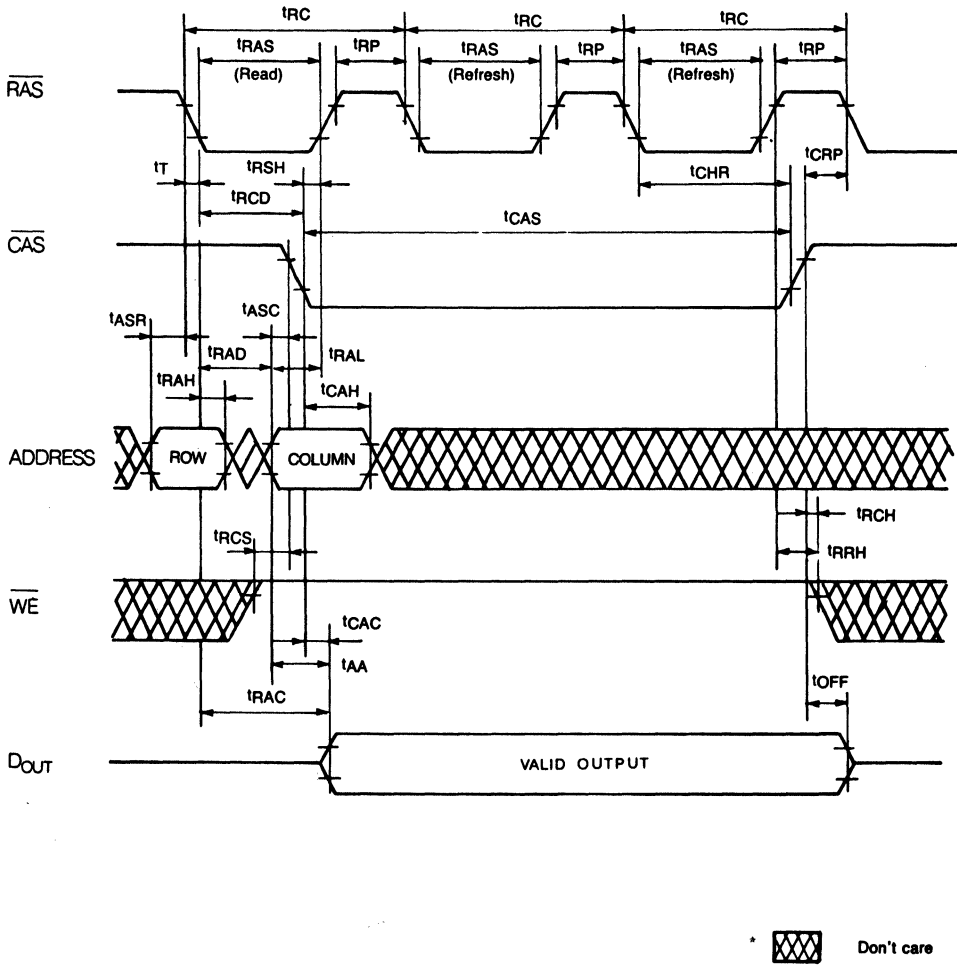 tRC tRC tRC
tRAS tRP tRAS tRP tRAS tRP
(Read) (Refresh) (Refresh)
RAS
tT tRSH tCHR tCRP
tRCD
tCAS
CAS
tASR tASC
tRAD tRAL
tRAH tCAH
ADDRESS ROW COLUMN
tRCH
tRCS tRRH
WE
tCAC
tAA tOFF
tRAC
DOUT VALID OUTPUT
* Don't care